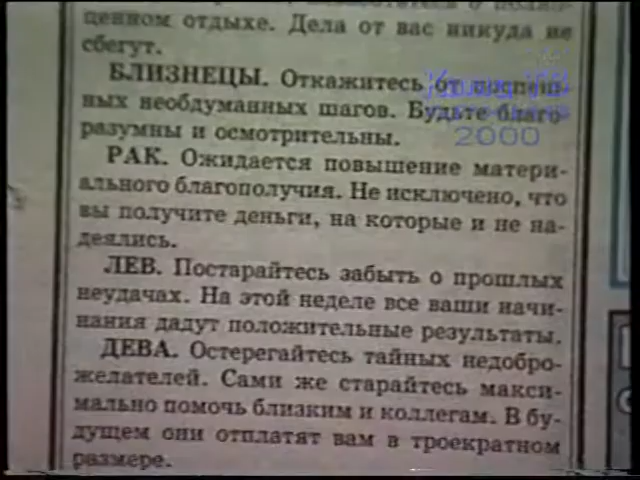 ценном отдыхе. Дела от вас никуда не
сбегут.
БЛИЗНЕЦЫ. Откажитесь от поспеш-
ных необдуманных шагов. Будьте благо-
разумны и осмотрительны.
2000
РАК. Ожидается повышение матери-
ального благополучия. Не исключено, что
вы получите деньги, на которые и не на-
деялись.
ЛЕВ. Постарайтесь забыть о прошлых
неудачах. На этой неделе все ваши начи-
нания дадут положительные результаты.
ДЕВА. Остерегайтесь тайных недобро-
желателей. Сами же старайтесь макси-
мально помочь близким и коллегам. В бу-
дущем они отплатят вам в троекратном
размере.